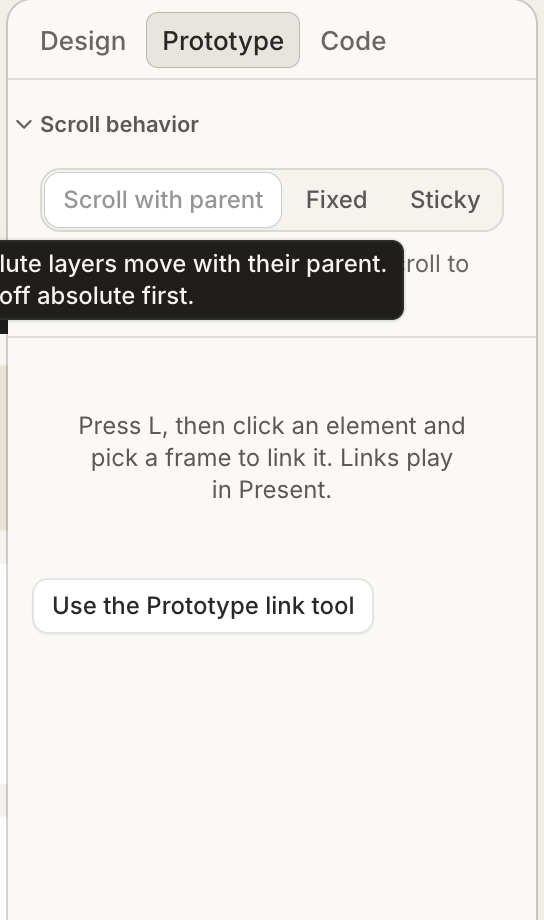 Design Prototype Code
Scroll behavior
Scroll with parent Fixed Sticky
layers move with their parent.
to
off absolute first.
Press L, then click an element and
pick a frame to link it. Links play
in Present.
Use the Prototype link tool